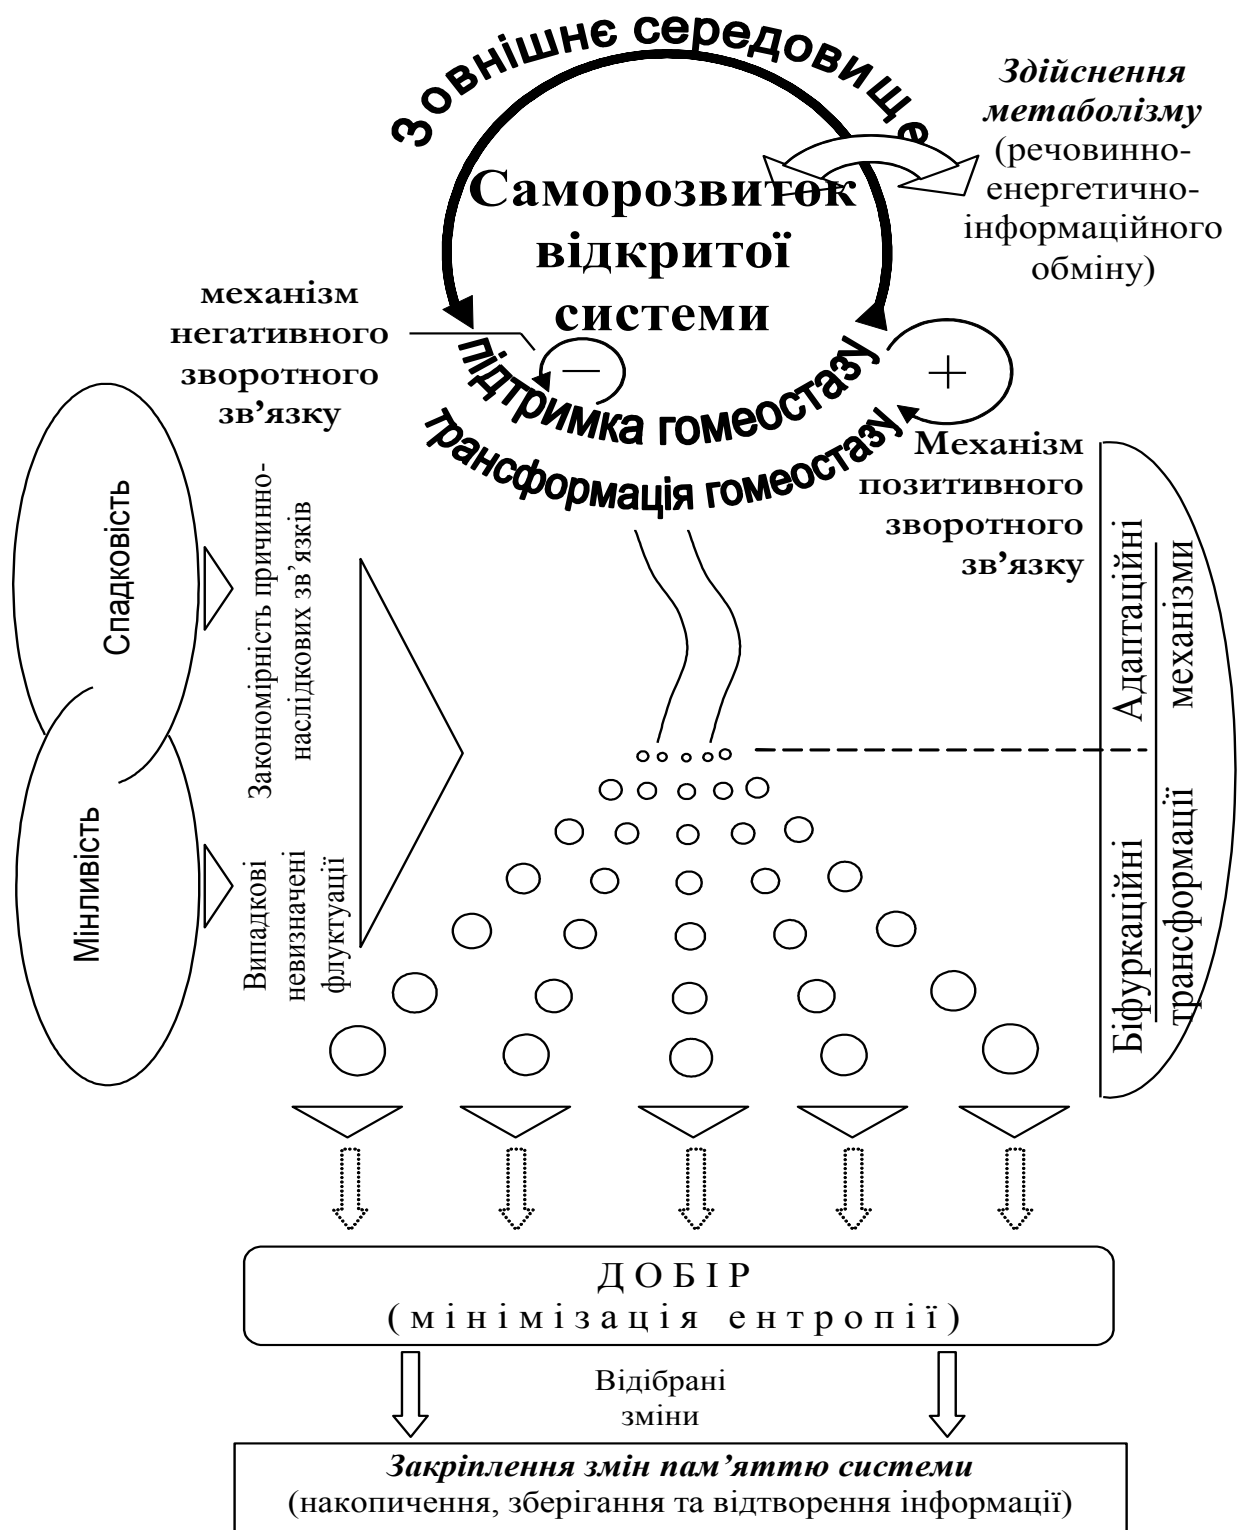 Зовнішнє середовище
Здійснення
метаболізму
(речовинно-
енергетично-
інформаційного
обміну)
Саморозвиток
відкритої
системи
механізм
негативного
зворотного
зв’язку
–
+
підтримка гомеостазу
трансформація гомеостазу
Механізм
позитивного
зворотного
зв’язку
Спадковість
Мінливість
Закономірність причинно-
наслідкових зв’язків
Випадкові
невизначені
флуктуації
Адаптаційні
механізми
Біфуркаційні
трансформації
ДОБІР
(мінімізація ентропії)
Відібрані
зміни
Закріплення змін пам’яттю системи
(накопичення, зберігання та відтворення інформації)